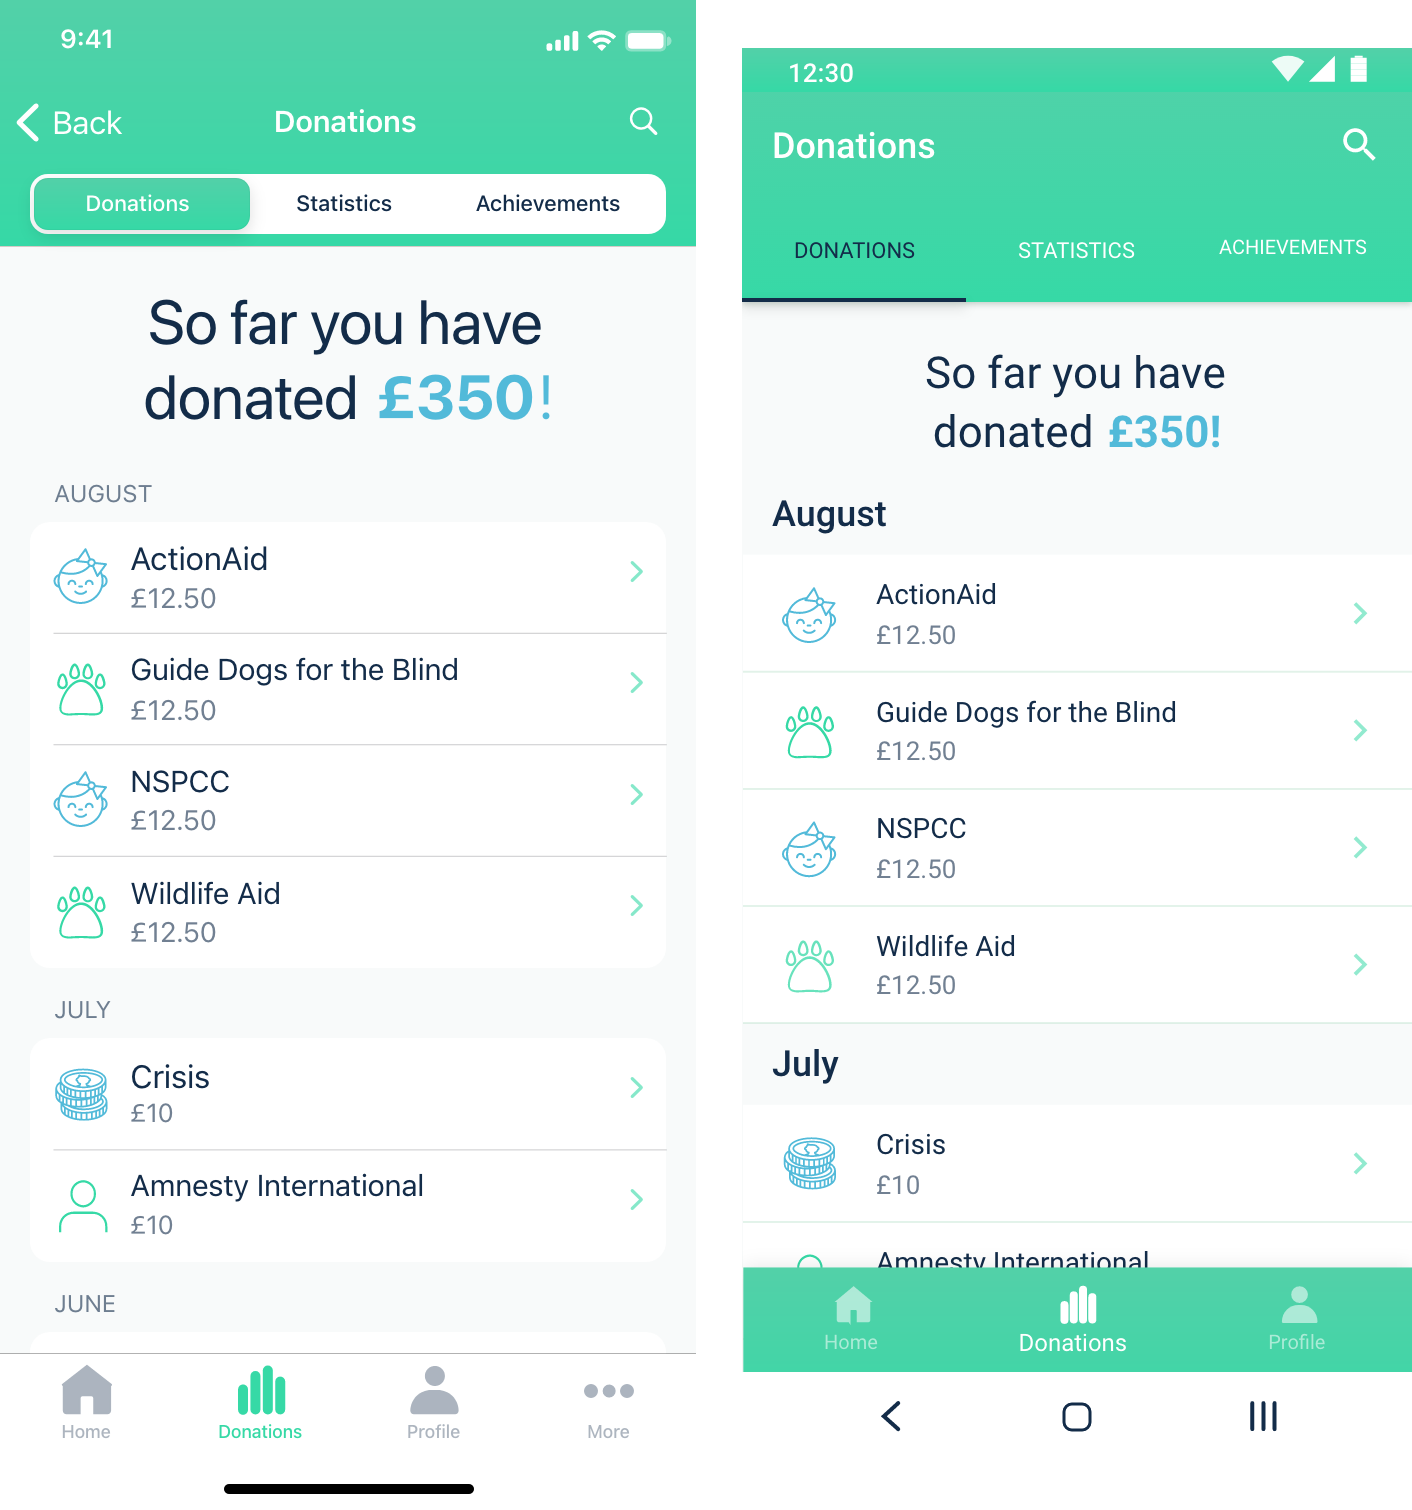 9:41
Back
Donations
Donations
Statistics
Achievements
So far you have
donated £350!
AUGUST
ActionAid
£12.50
Guide Dogs for the Blind
£12.50
NSPCC
£12.50
Wildlife Aid
£12.50
JULY
Crisis
£10
Amnesty International
£10
JUNE
Home
Donations
Profile
More
12:30
Donations
DONATIONS
STATISTICS
ACHIEVEMENTS
So far you have
donated £350!
August
ActionAid
£12.50
Guide Dogs for the Blind
£12.50
NSPCC
£12.50
Wildlife Aid
£12.50
July
Crisis
£10
Amnesty International
Home
Donations
Profile